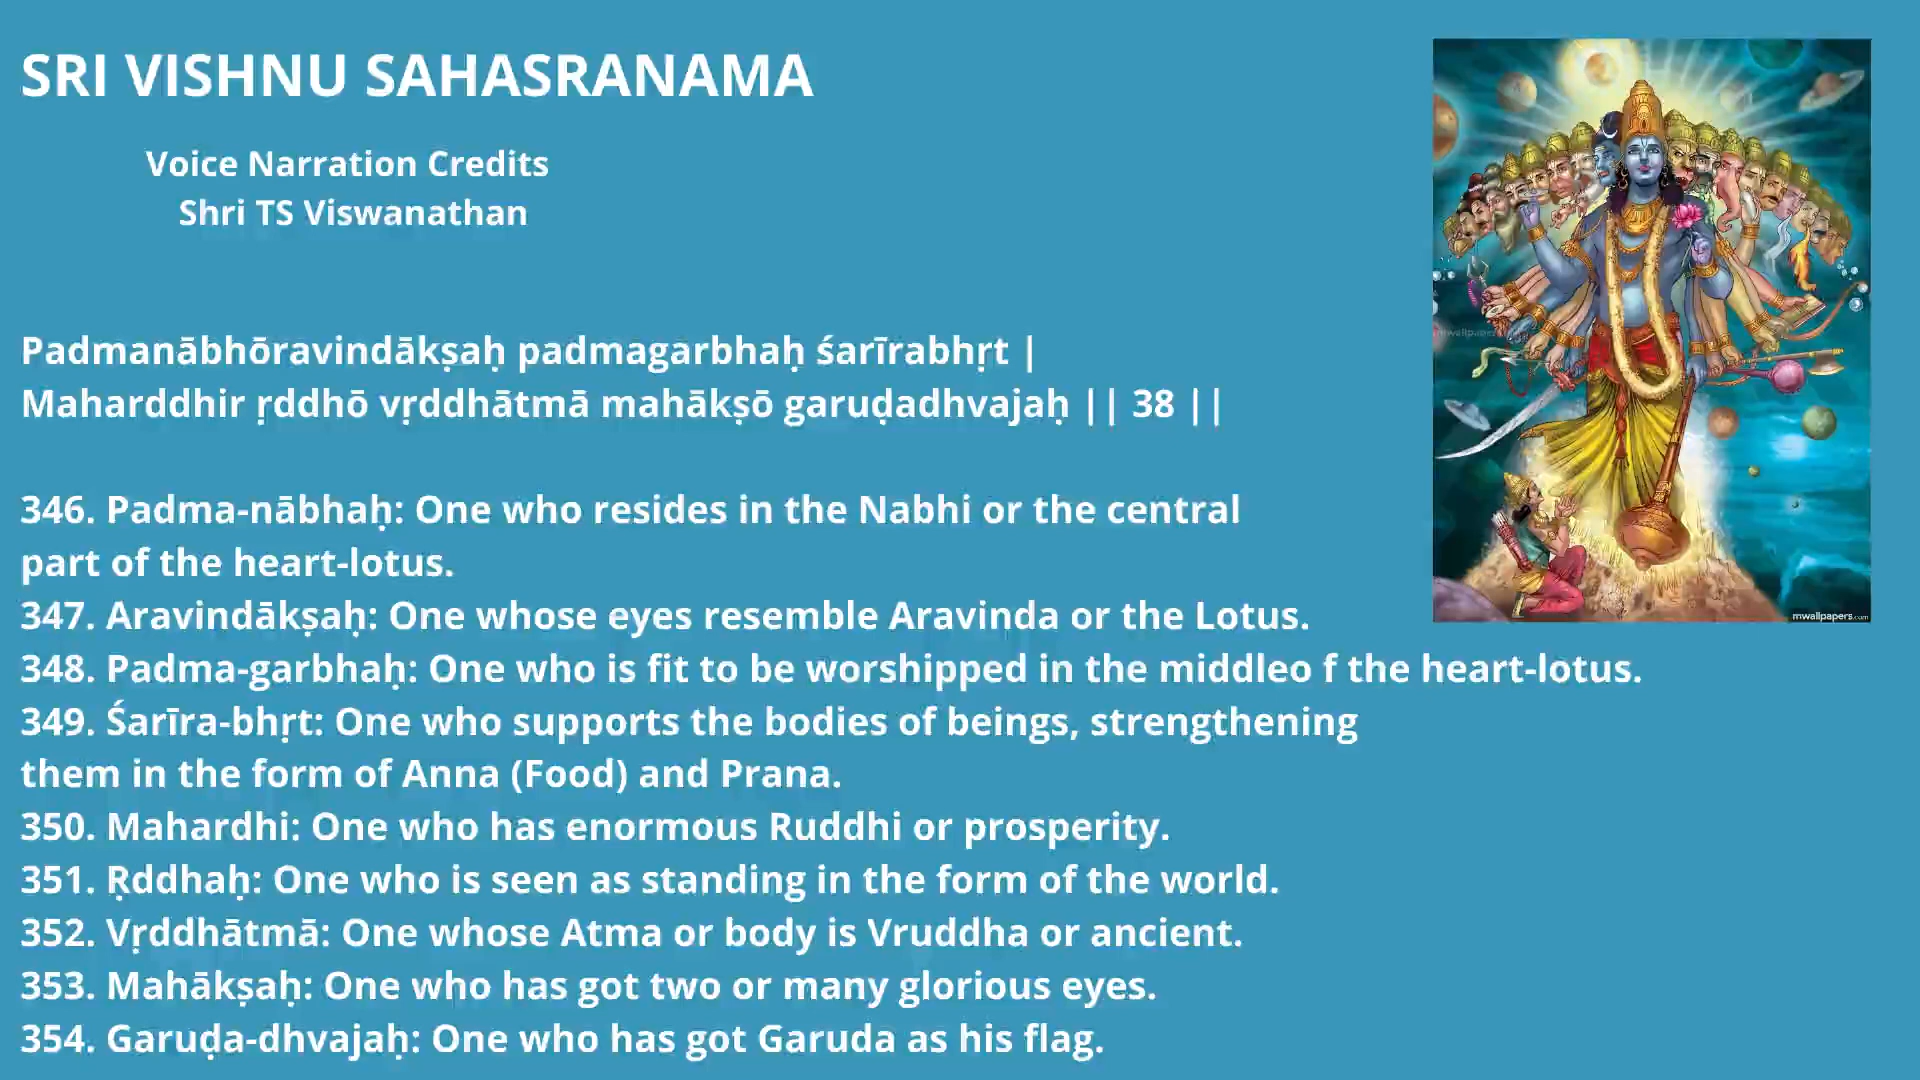 SRI VISHNU SAHASRANAMA
Voice Narration Credits
Shri TS Viswanathan
Padmanābhōravindākṣaḥ padmagarbhaḥ śarīrabhṛt |
Maharddhir ṛddhō vṛddhātmā mahākṣō garuḍadhvajaḥ || 38 ||
346. Padma-nābhaḥ: One who resides in the Nabhi or the central
part of the heart-lotus.
347. Aravindākṣaḥ: One whose eyes resemble Aravinda or the Lotus.
348. Padma-garbhaḥ: One who is fit to be worshipped in the middleo f the heart-lotus.
349. Śarīra-bhṛt: One who supports the bodies of beings, strengthening
them in the form of Anna (Food) and Prana.
350. Mahardhi: One who has enormous Ruddhi or prosperity.
351. Ṛddhaḥ: One who is seen as standing in the form of the world.
352. Vṛddhātmā: One whose Atma or body is Vruddha or ancient.
353. Mahākṣaḥ: One who has got two or many glorious eyes.
354. Garuḍa-dhvajaḥ: One who has got Garuda as his flag.
mwallpapers.com